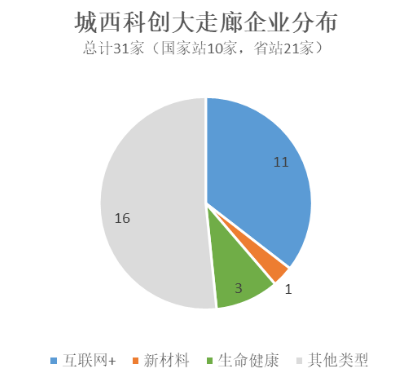 城西科创大走廊企业分布
总计31家（国家站10家，省站21家）
11
16
3
1
互联网+ 新材料 生命健康 其他类型